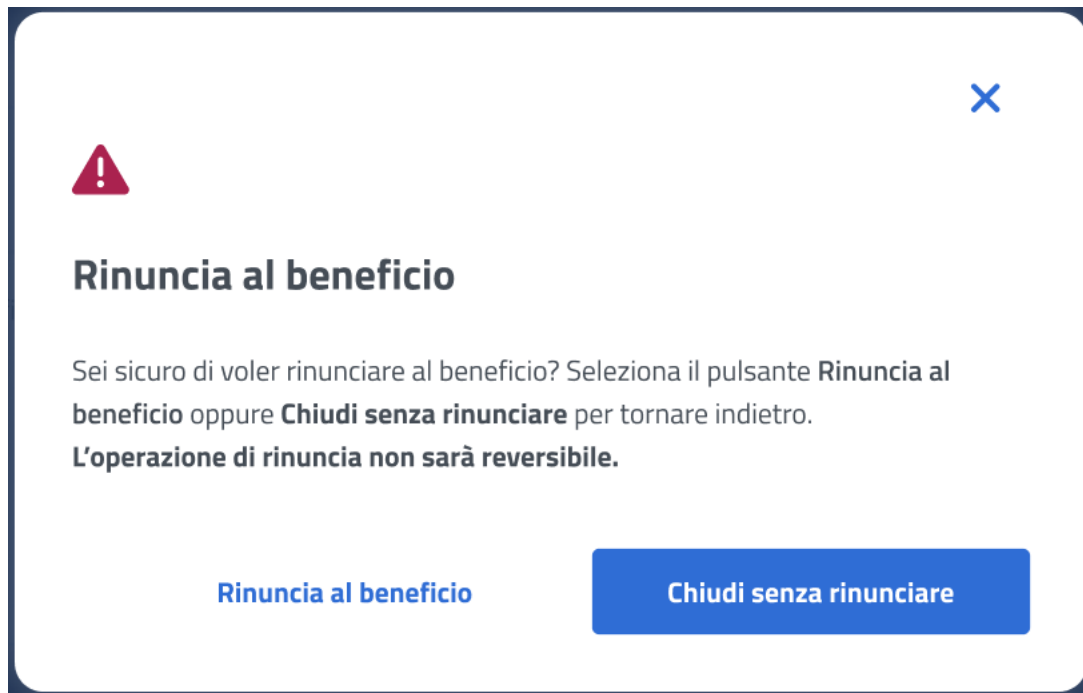 Rinuncia al beneficio
Sei sicuro di voler rinunciare al beneficio? Seleziona il pulsante Rinuncia al
beneficio oppure Chiudi senza rinunciare per tornare indietro.
L’operazione di rinuncia non sarà reversibile.
Rinuncia al beneficio
Chiudi senza rinunciare